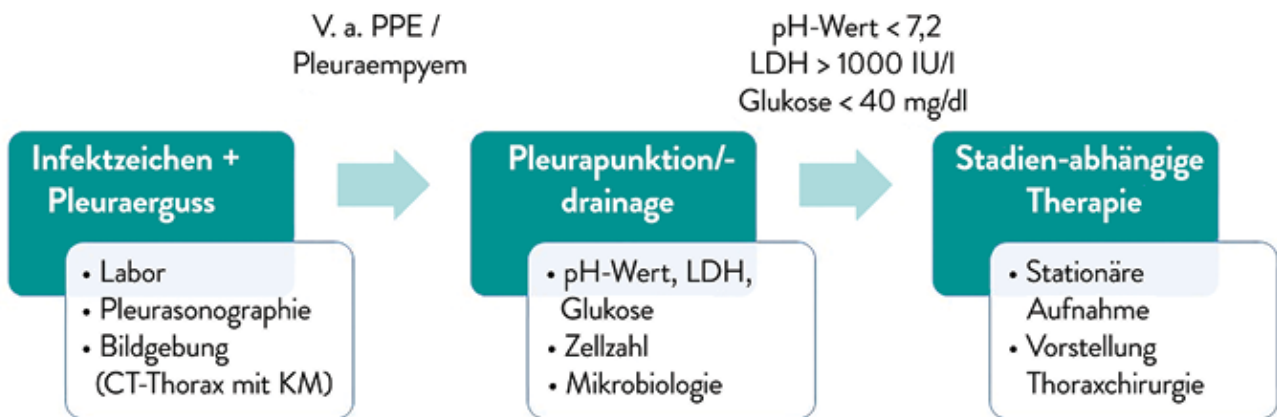 V. a. PPE /
Pleuraempyem
pH-Wert < 7,2
LDH > 1000 IU/l
Glukose < 40 mg/dl
Infektzeichen +
Pleuraerguss
• Labor
• Pleurasonographie
• Bildgebung
(CT-Thorax mit KM)
Pleurapunktion/-
drainage
• pH-Wert, LDH,
Glukose
• Zellzahl
• Mikrobiologie
Stadien-abhängige
Therapie
• Stationäre
Aufnahme
• Vorstellung
Thoraxchirurgie